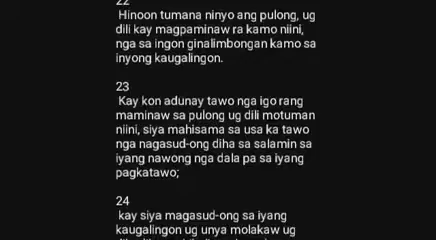 22
Hinoon tumana ninyo ang pulong, ug
dili kay magpaminaw ra kamo niini,
nga sa ingon ginalimbongan kamo sa
inyong kaugalingon.
23
Kay kon adunay tawo nga igo rang
maminaw sa pulong ug dili motuman
niini, siya mahisama sa usa ka tawo
nga nagasud-ong diha sa salamin sa
iyang nawong nga dala pa sa iyang
pagkatawo;
24
kay siya magasud-ong sa iyang
kaugalingon ug unya molakaw ug